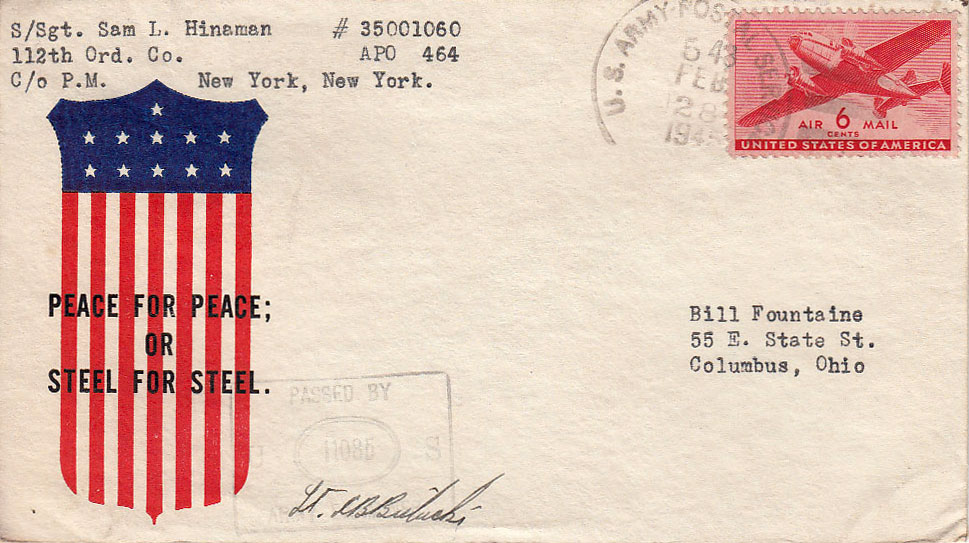 S/Sgt. Sam L. Hinaman # 35001060
112th Ord. Co. APO 464
C/o P.M. New York, New York.
U.S. ARMY POSTAL
FEB
28
AIR 6 MAIL
CENTS
UNITED STATES OF AMERICA
PEACE FOR PEACE;
OR
STEEL FOR STEEL.
Bill Fountaine
55 E. State St.
Columbus, Ohio
PASSED BY
11085
S
Lt.